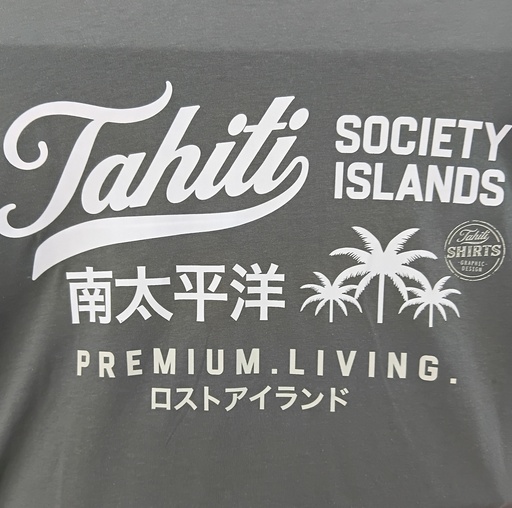 Tahiti
SOCIETY
ISLANDS
Tahiti
SHIRTS
-GRAPHIC-
DESIGN
南太平洋
PREMIUM.LIVING.
ロストアイランド